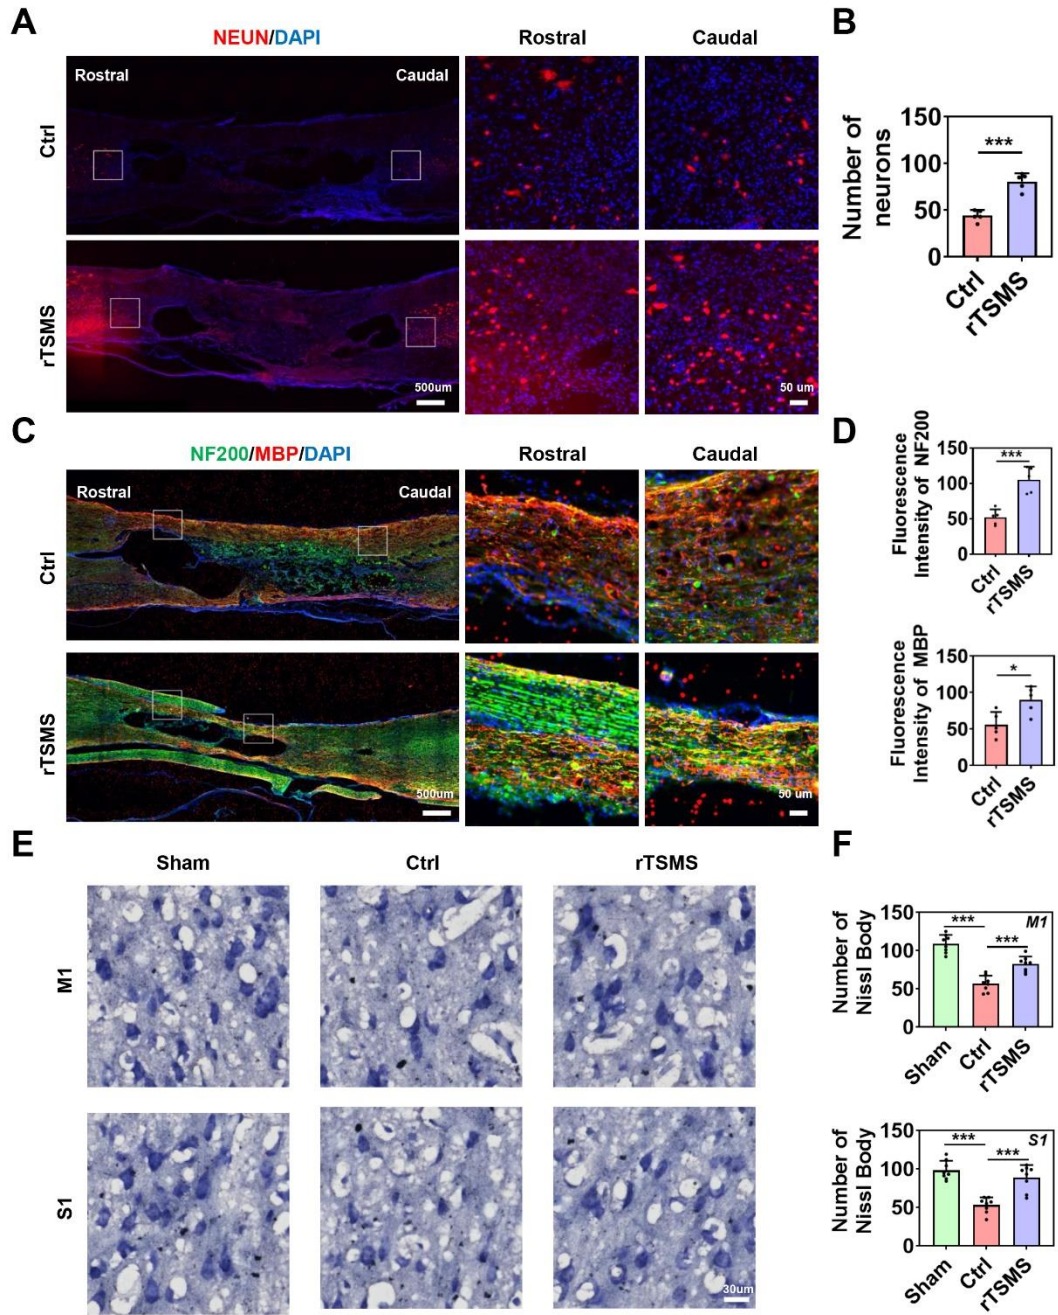 A
NEUN/DAPI
Rostral
Caudal
Rostral
Caudal
Ctrl
rTSMS
500um
50 um
B
Number of
neurons
150
100
50
0
***
Ctrl
rTSMS
C
NF200/MBP/DAPI
Rostral
Caudal
Rostral
Caudal
Ctrl
rTSMS
500um
50 um
D
Fluorescence
Intensity of NF200
150
100
50
0
***
Ctrl
rTSMS
Fluorescence
Intensity of MBP
150
100
50
0
*
Ctrl
rTSMS
E
Sham
Ctrl
rTSMS
M1
S1
30um
F
Number of
Nissl Body
150
100
50
0
***
***
M1
Sham
Ctrl
rTSMS
Number of
Nissl Body
150
100
50
0
***
***
S1
Sham
Ctrl
rTSMS